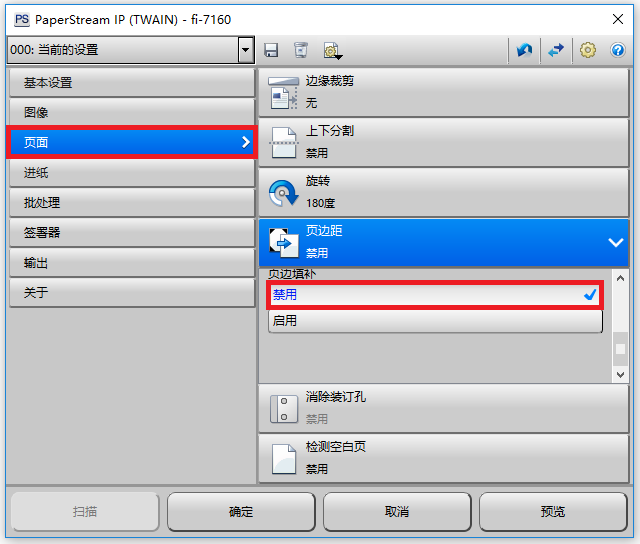 PS PaperStream IP (TWAIN) - fi-7160
000: 当前的设置
基本设置
图像
页面
进纸
批处理
签署器
输出
关于
边缘裁剪
无
上下分割
禁用
旋转
180度
页边距
禁用
页边填补
禁用
启用
消除装订孔
禁用
检测空白页
禁用
扫描
确定
取消
预览